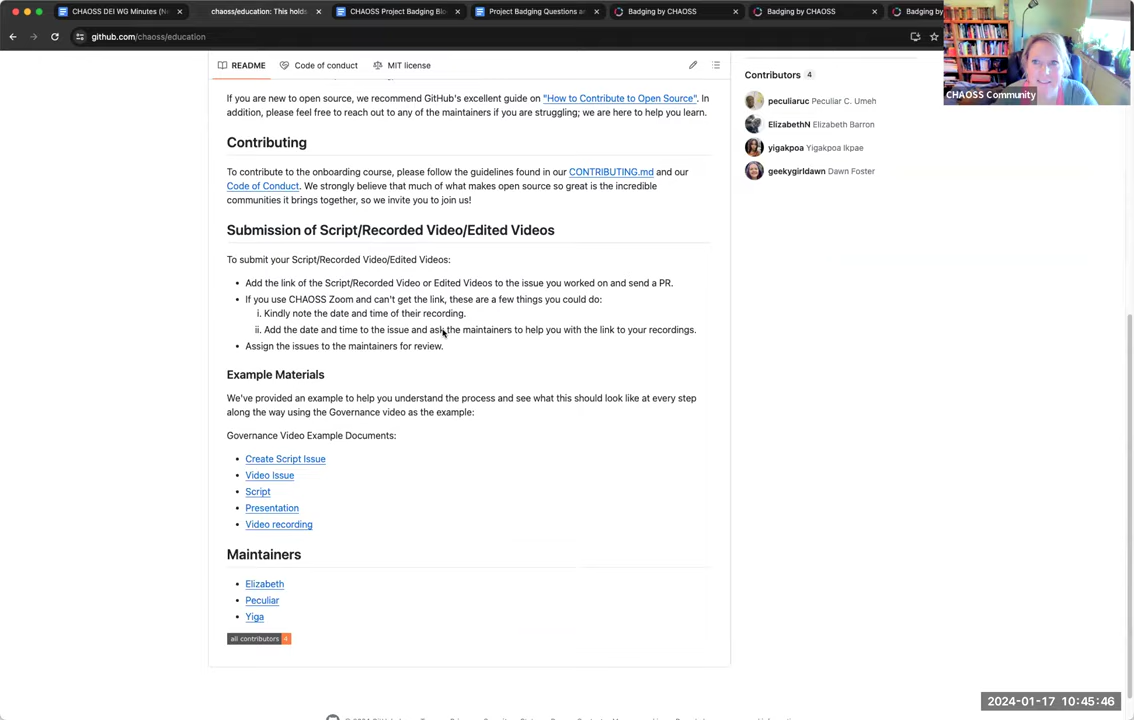 CHAOSS DEI WG Minutes (N
chaoss/education: This holds
CHAOSS Project Badging Blo
Project Badging Questions an
Badging by CHAOSS
Badging by CHAOSS
Badging by
github.com/chaoss/education
README
Code of conduct
MIT license
If you are new to open source, we recommend GitHub's excellent guide on "How to Contribute to Open Source". In
addition, please feel free to reach out to any of the maintainers if you are struggling; we are here to help you learn.
Contributing
To contribute to the onboarding course, please follow the guidelines found in our CONTRIBUTING.md and our
Code of Conduct. We strongly believe that much of what makes open source so great is the incredible
communities it brings together, so we invite you to join us!
Submission of Script/Recorded Video/Edited Videos
To submit your Script/Recorded Video/Edited Videos:
Add the link of the Script/Recorded Video or Edited Videos to the issue you worked on and send a PR.
If you use CHAOSS Zoom and can't get the link, these are a few things you could do:
i. Kindly note the date and time of their recording.
ii. Add the date and time to the issue and ask the maintainers to help you with the link to your recordings.
Assign the issues to the maintainers for review.
Example Materials
We've provided an example to help you understand the process and see what this should look like at every step
along the way using the Governance video as the example:
Governance Video Example Documents:
Create Script Issue
Video Issue
Script
Presentation
Video recording
Maintainers
Elizabeth
Peculiar
Yiga
all contributors 4
Contributors 4
peculiaruc Peculiar C. Umeh
ElizabethN Elizabeth Barron
yigakpoa Yigakpoa Ikpae
geekygirldawn Dawn Foster
CHAOSS Community
2024-01-17 10:45:46